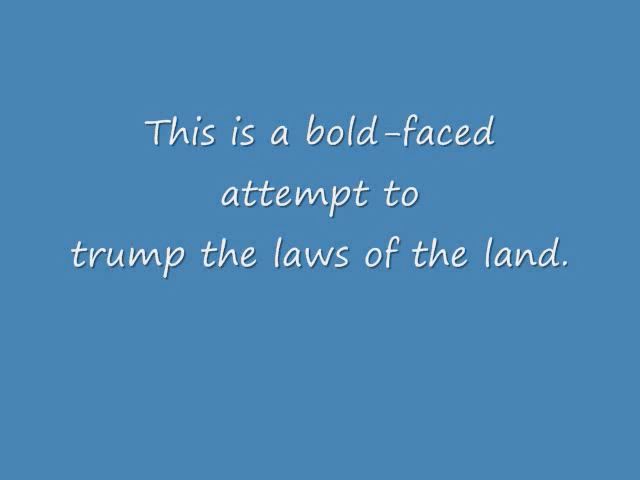 This is a bold-faced
attempt to
trump the laws of the land.